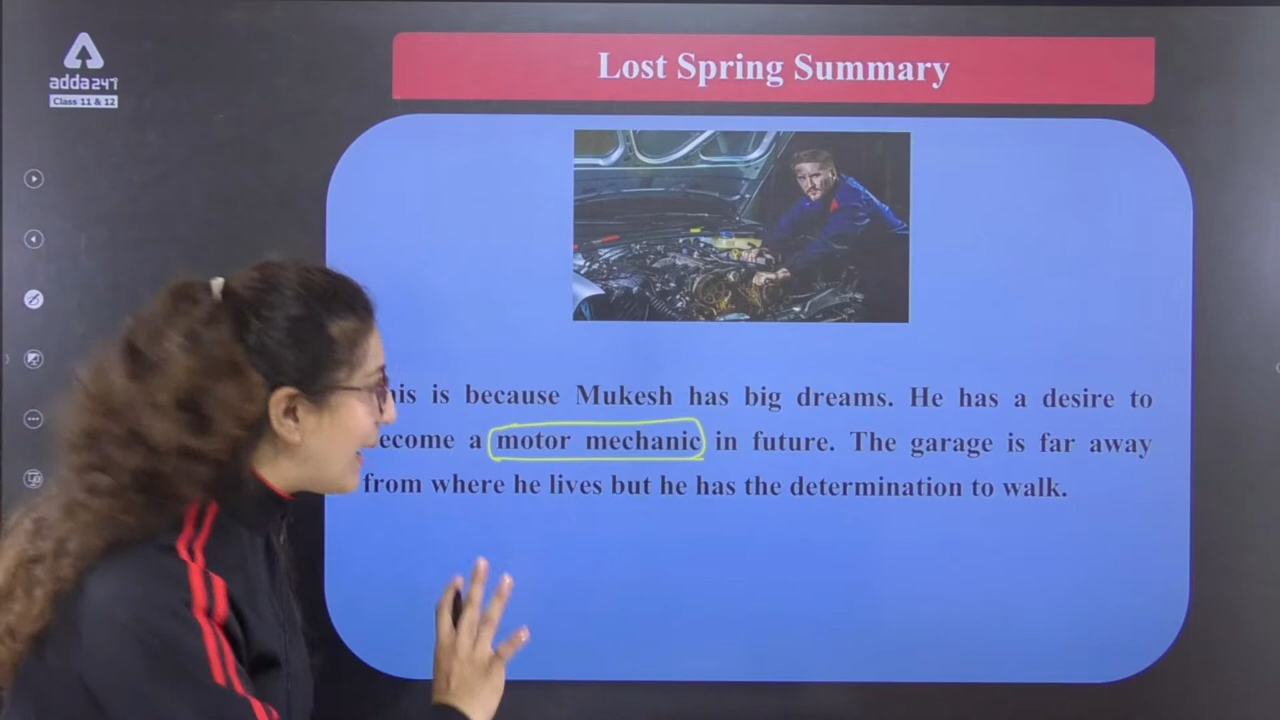 adda247
Class 11 & 12
Lost Spring Summary
is because Mukesh has big dreams. He has a desire to
a motor mechanic in future. The garage is far away
from where he lives but he has the determination to walk.